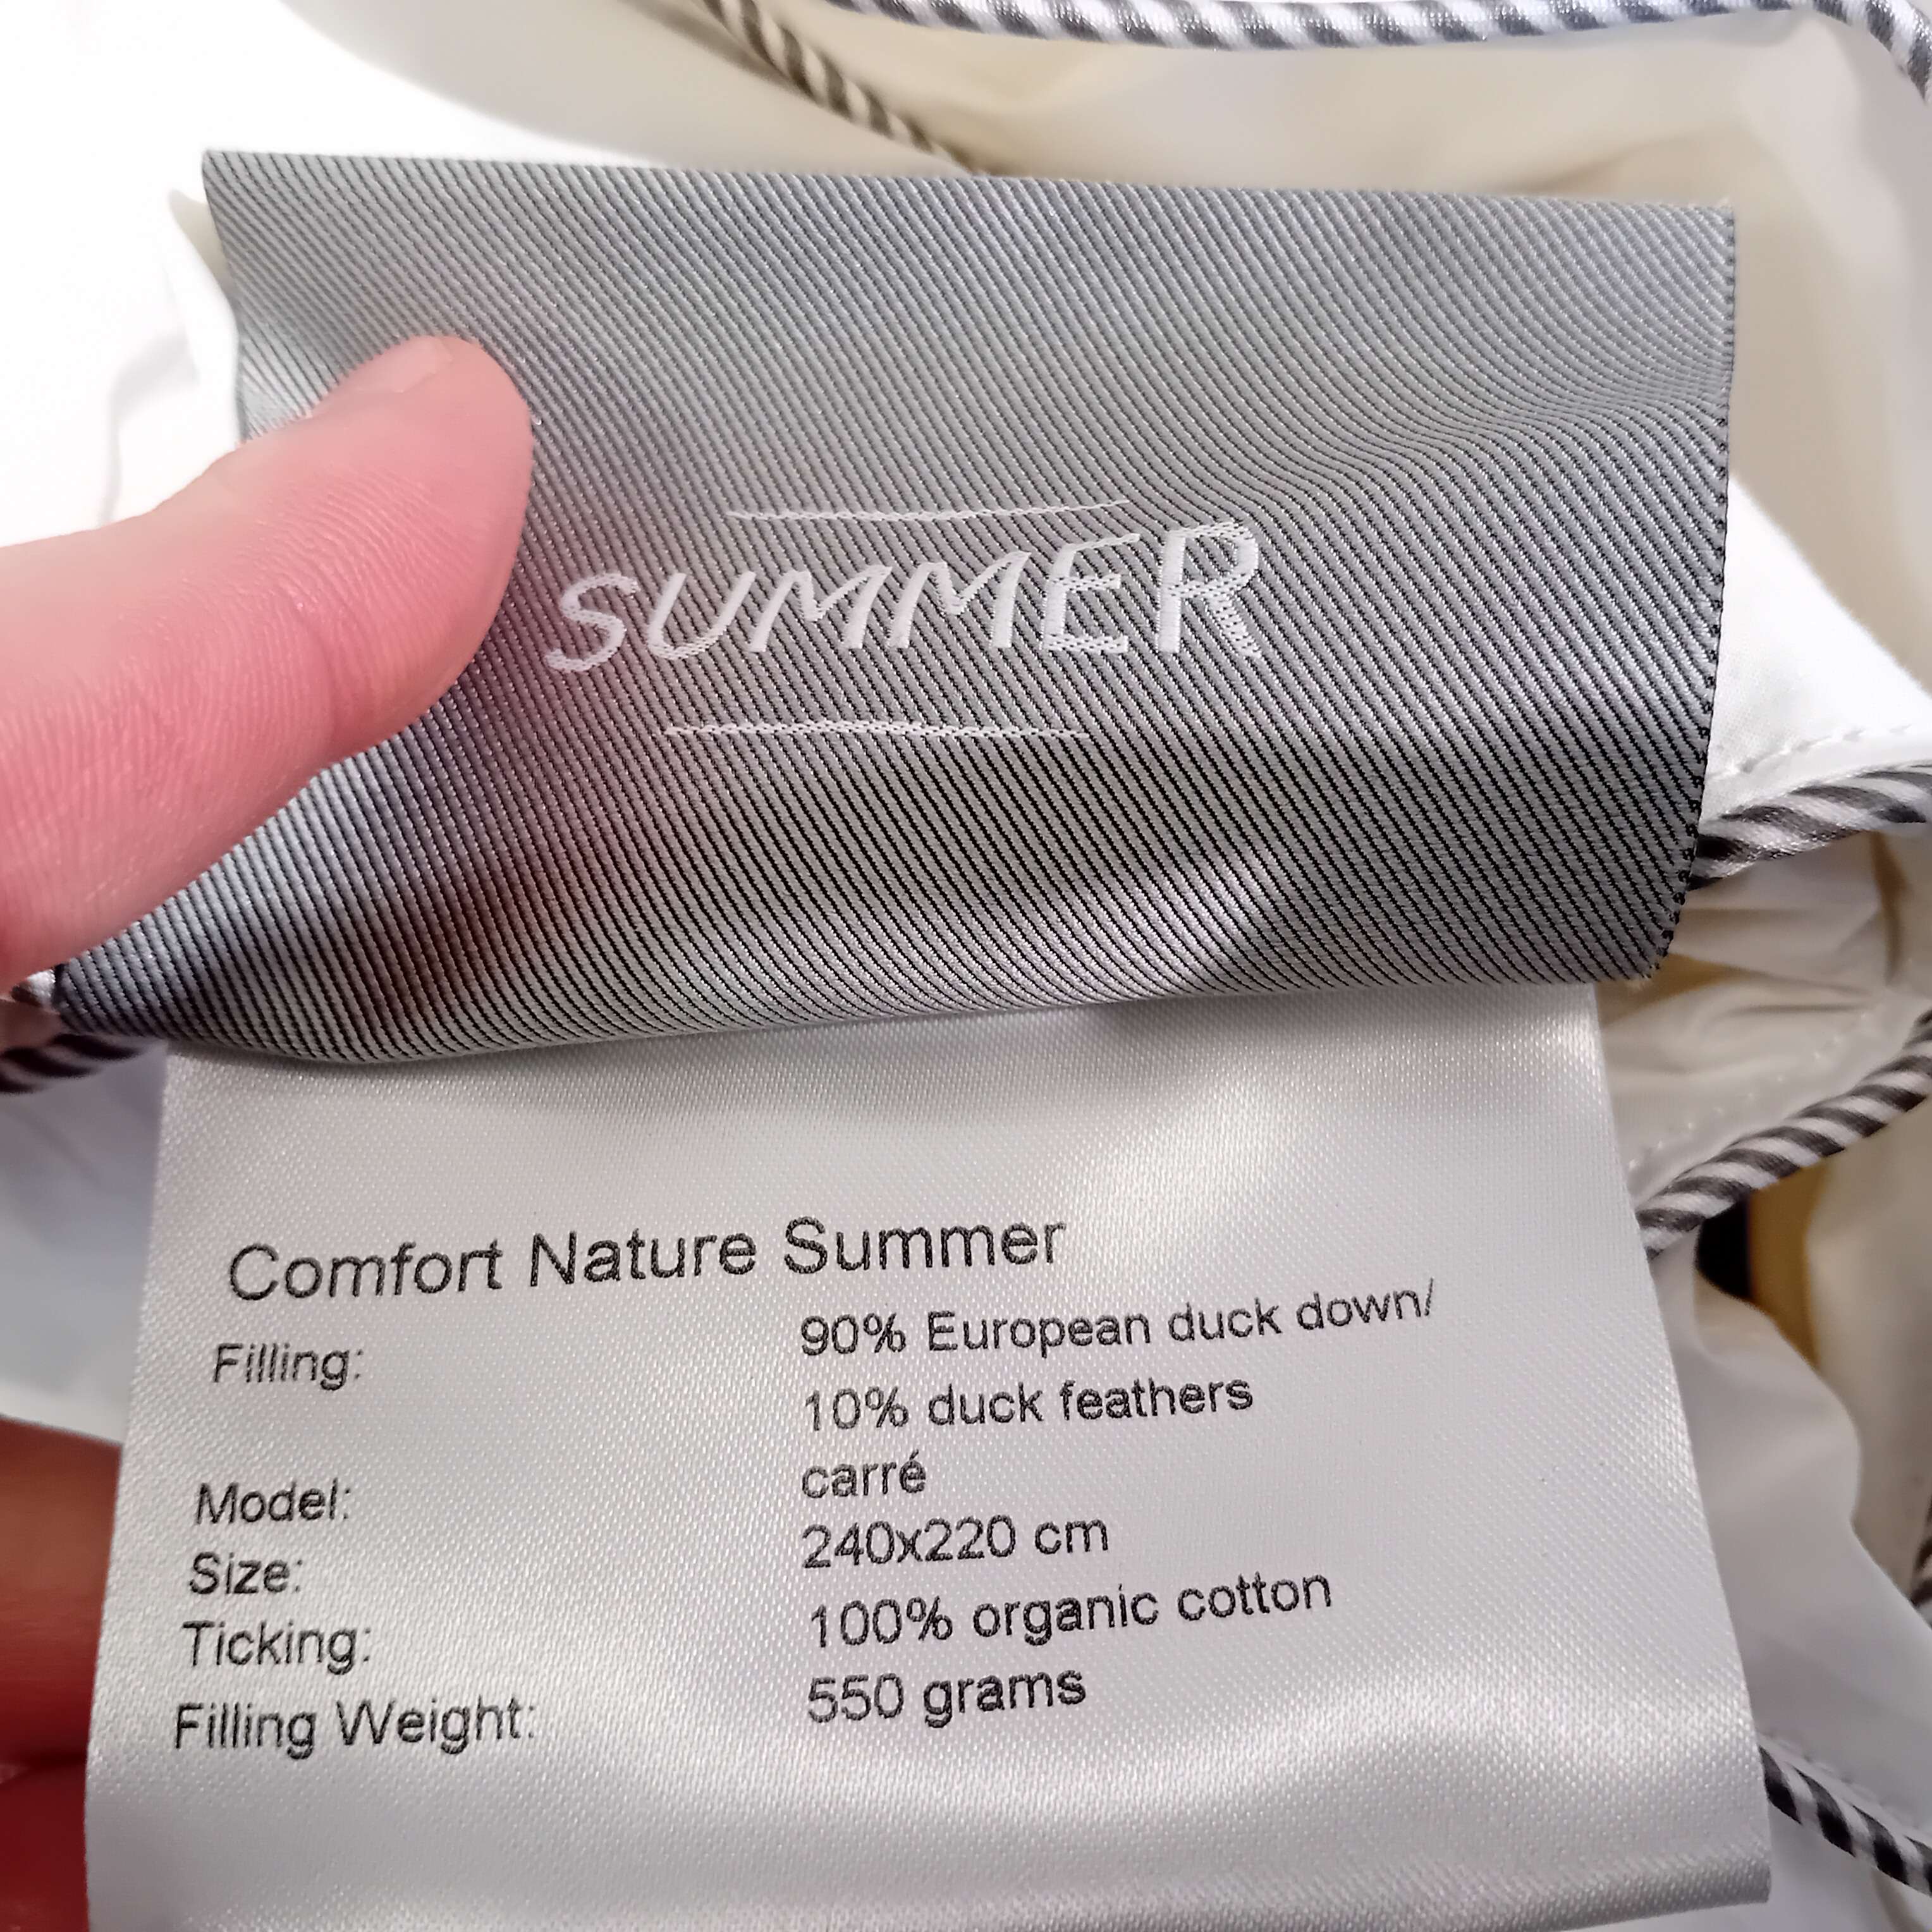 SUMMER
Comfort Nature Summer
Filling: 90% European duck down/
10% duck feathers
Model: carré
Size: 240x220 cm
Ticking: 100% organic cotton
Filling Weight: 550 grams